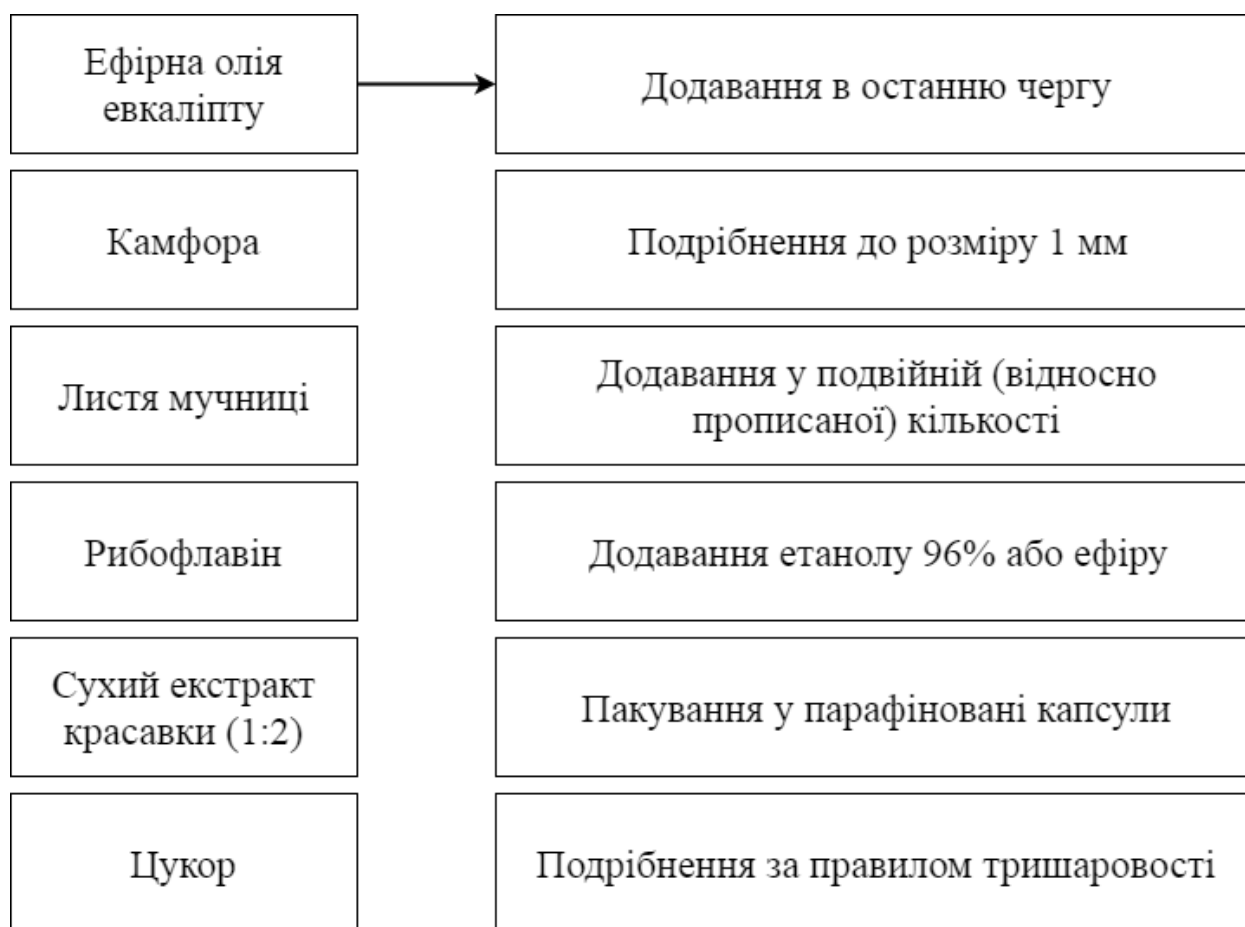 Ефірна олія
евкаліпту
Додавання в останню чергу
Камфора
Подрібнення до розміру 1 мм
Листя мучниці
Додавання у подвійній (відносно
прописаної) кількості
Рибофлавін
Додавання етанолу 96% або ефіру
Сухий екстракт
красавки (1:2)
Пакування у парафіновані капсули
Цукор
Подрібнення за правилом тришаровості